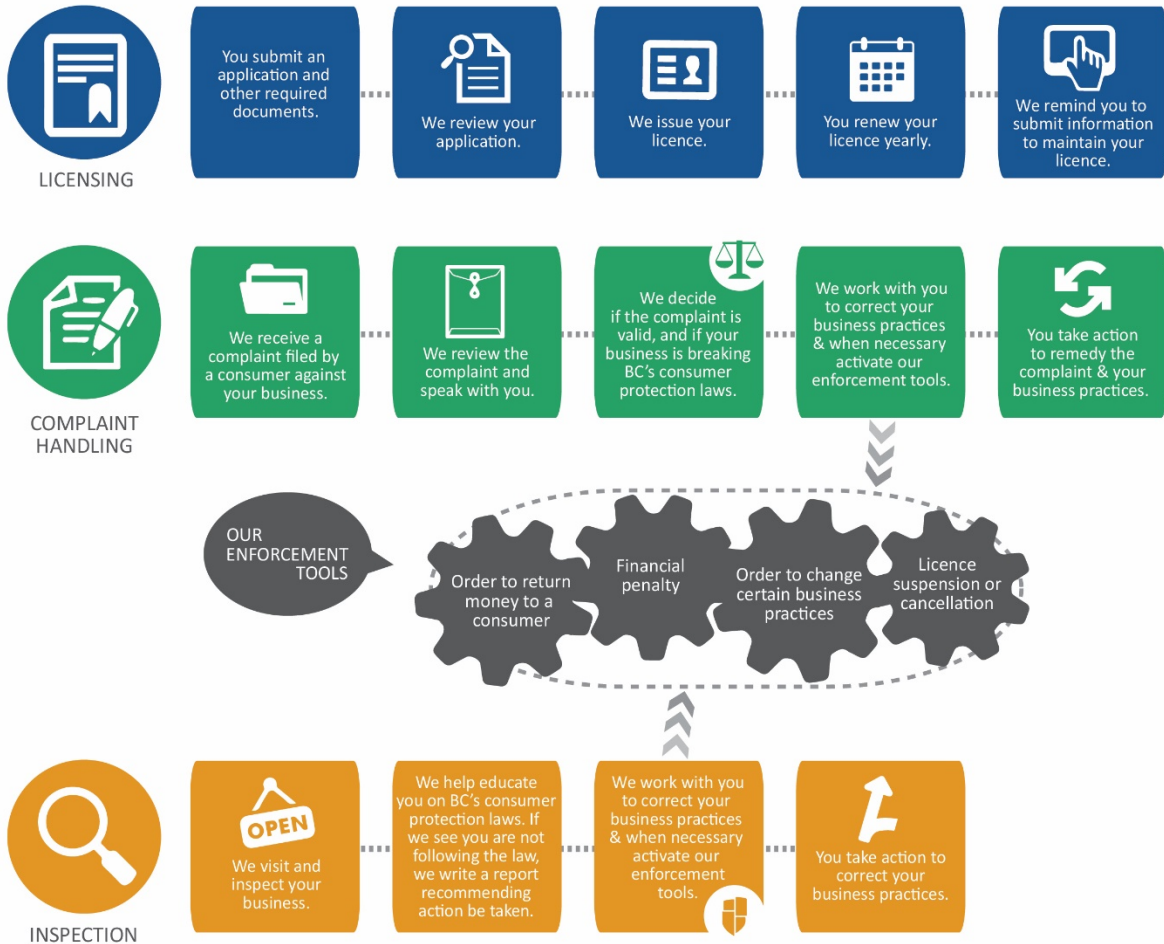 You submit an
application and
other required
documents.
We review your
application.
We issue your
licence.
You renew your
licence yearly.
We remind you to
submit information
to maintain your
licence.
LICENSING
We receive a
complaint filed by
a consumer against
your business.
We review the
complaint and
speak with you.
We decide
if the complaint is
valid, and if your
business is breaking
BC's consumer
protection laws.
We work with you
to correct your
business practices
& when necessary
activate our
enforcement tools.
You take action
to remedy the
complaint & your
business practices.
COMPLAINT
HANDLING
OUR
ENFORCEMENT
TOOLS
Order to return
money to a
consumer
Financial
penalty
Order to change
certain business
practices
Licence
suspension or
cancellation
OPEN
We visit and
inspect your
business.
We help educate
you on BC's consumer
protection laws. If
we see you are not
following the law,
we write a report
recommending
action be taken.
We work with you
to correct your
business practices
& when necessary
activate our
enforcement
tools.
You take action to
correct your
business practices.
INSPECTION